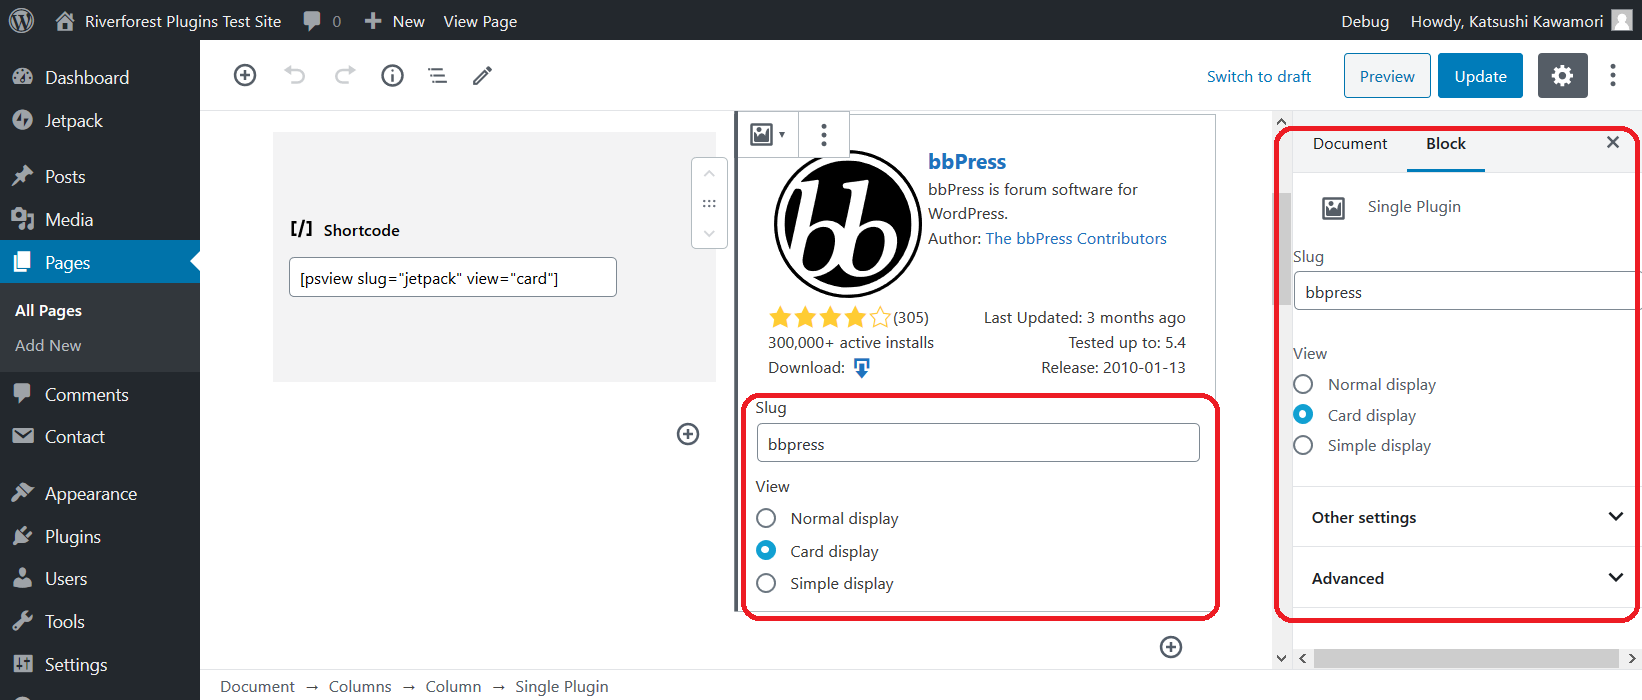 Riverforest Plugins Test Site 0 New View Page Debug Howdy, Katsushi Kawamori
Dashboard
Jetpack
Posts
Media
Pages
All Pages
Add New
Comments
Contact
Appearance
Plugins
Users
Tools
Settings
Switch to draft Preview Update
[/] Shortcode
[psview slug="jetpack" view="card"]
bb
bbPress
bbPress is forum software for
WordPress.
Author: The bbPress Contributors
(305) Last Updated: 3 months ago
300,000+ active installs Tested up to: 5.4
Download: Release: 2010-01-13
Slug
bbpress
View
Normal display
Card display
Simple display
Document Block
Single Plugin
Slug
bbpress
View
Normal display
Card display
Simple display
Other settings
Advanced
Document → Columns → Column → Single Plugin